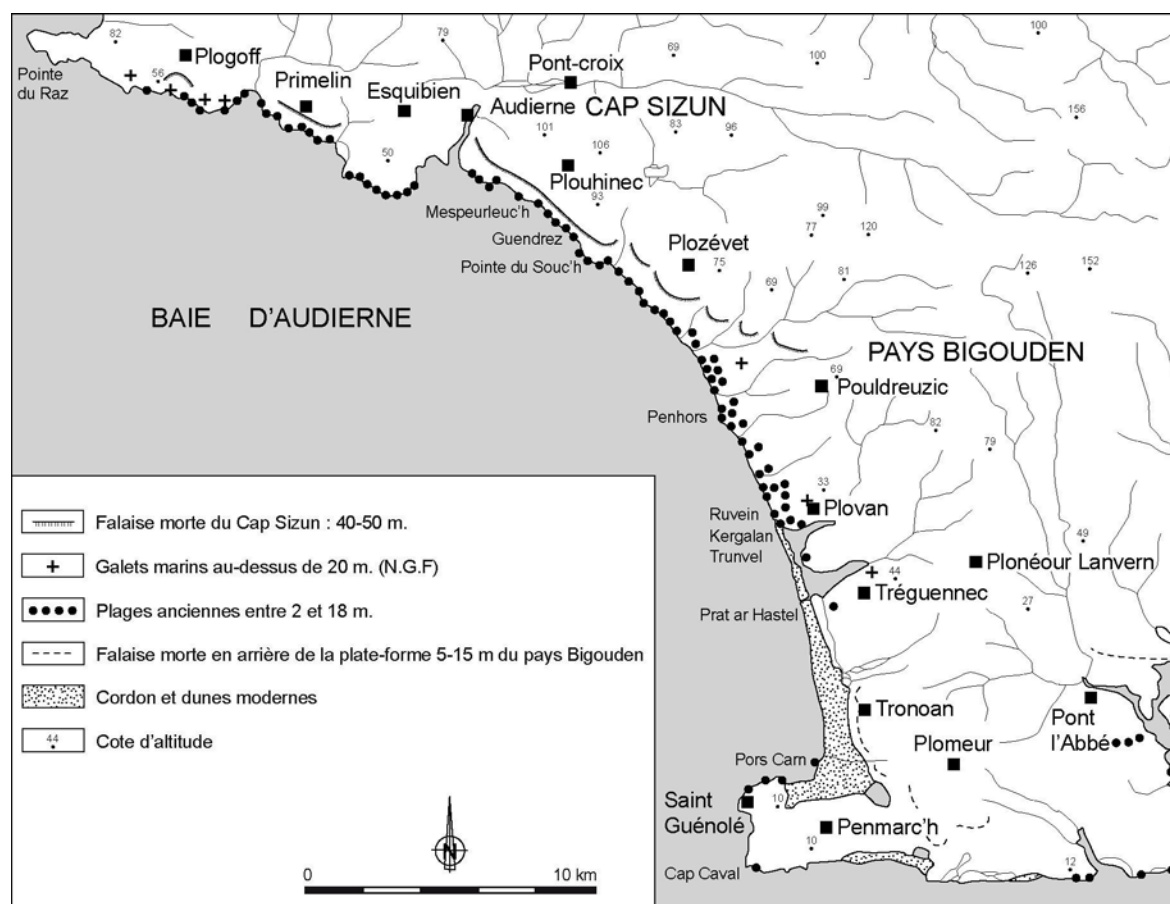 82
79
69
100
100
Plogoff
Pointe
du Raz
56
Primelin
Esquibien
Pont-croix
Audierne
CAP SIZUN
156
101
106
83
96
50
Plouhinec
93
Mespeurleuc'h
Guendrez
Pointe du Souc'h
Plozévet
75
99
77
120
69
81
126
152
BAIE D'AUDIERNE
PAYS BIGOUDEN
69
Pouldreuzic
Penhors
82
79
33
Plovan
Ruvein
Kergalan
Trunvel
49
Plonéour Lanvern
44
Tréguennec
27
Prat ar Hastel
Tronoan
Pont
l'Abbé
Plomeur
Pors Carn
Saint
Guénolé
10
Penmarc'h
10
Cap Caval
12
Falaise morte du Cap Sizun : 40-50 m.
Galets marins au-dessus de 20 m. (N.G.F)
Plages anciennes entre 2 et 18 m.
Falaise morte en arrière de la plate-forme 5-15 m du pays Bigouden
Cordon et dunes modernes
44
Cote d'altitude
N
0
10 km